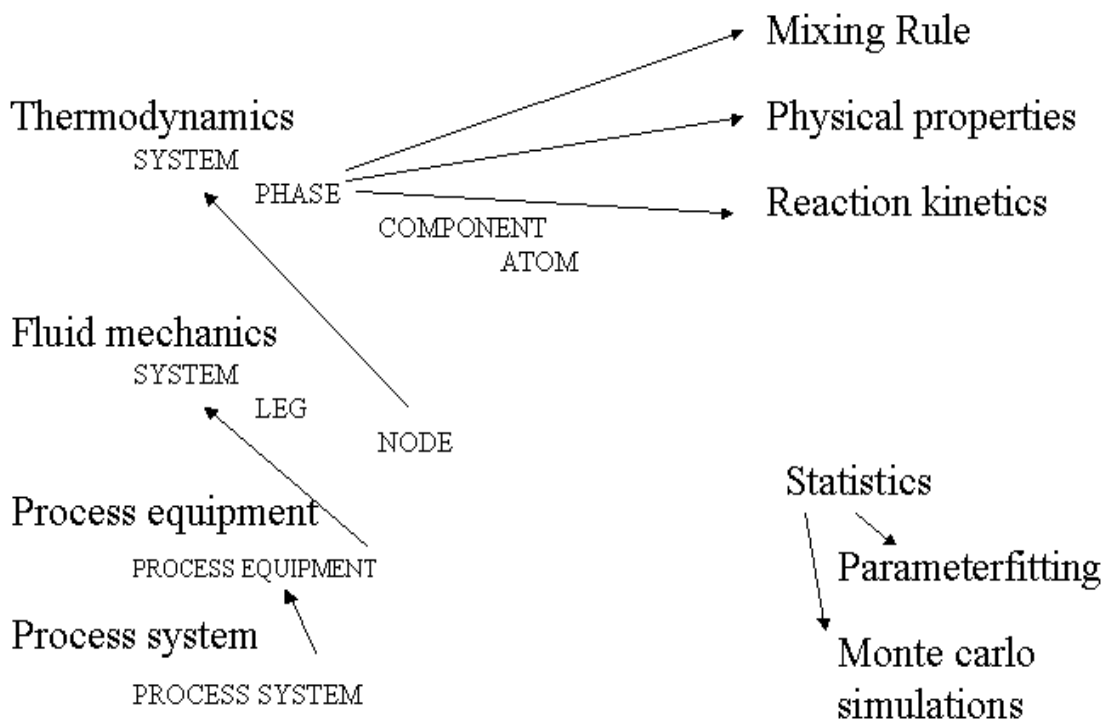 Mixing Rule
Thermodynamics
Physical properties
SYSTEM
PHASE
Reaction kinetics
COMPONENT
ATOM
Fluid mechanics
SYSTEM
LEG
NODE
Statistics
Process equipment
PROCESS EQUIPMENT
Parameterfitting
Process system
Monte carlo
simulations
PROCESS SYSTEM